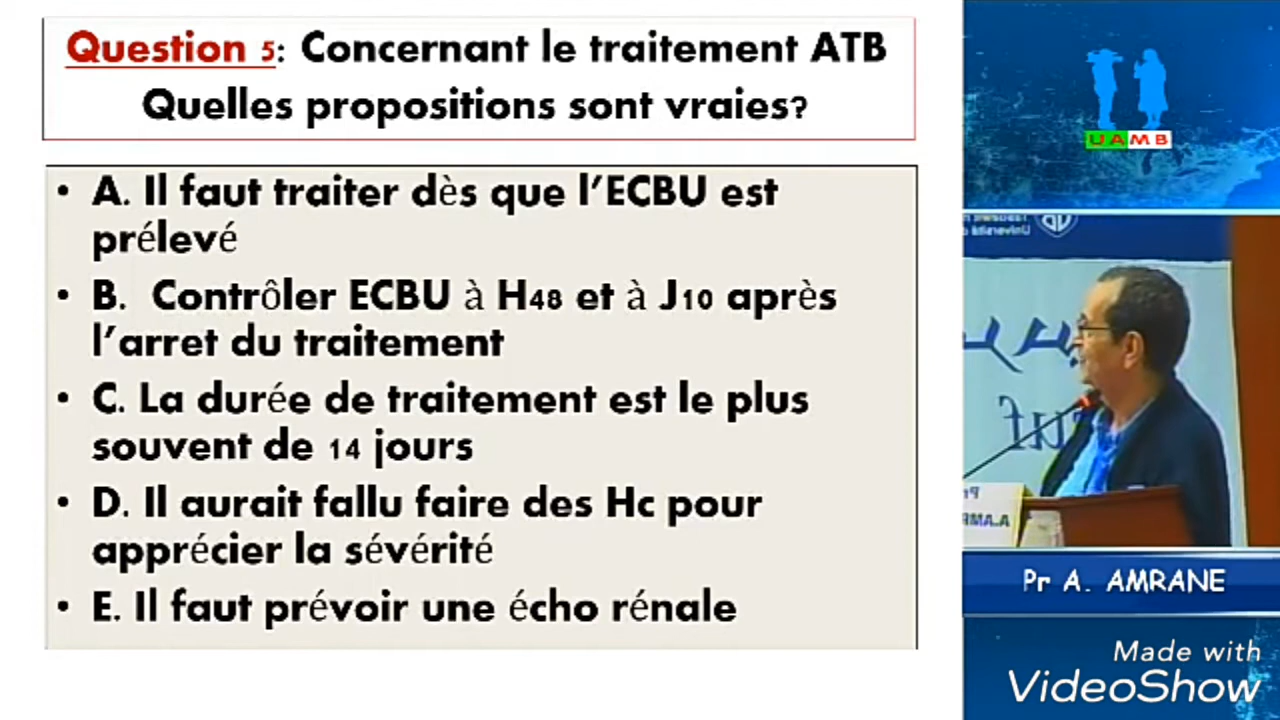 Question 5: Concernant le traitement ATB
Quelles propositions sont vraies?
• A. Il faut traiter dès que l’ECBU est
prélevé
• B. Contrôler ECBU à H48 et à J10 après
l’arret du traitement
• C. La durée de traitement est le plus
souvent de 14 jours
• D. Il aurait fallu faire des Hc pour
apprécier la sévérité
• E. Il faut prévoir une écho rénale
UAMB
Pr A. AMRANE
Made with
VideoShow